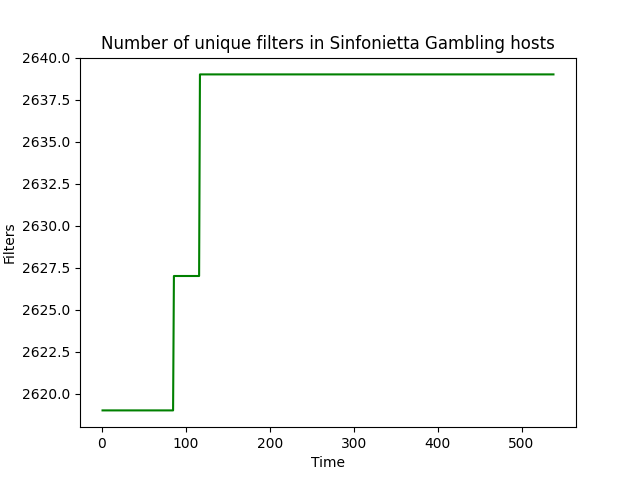 Number of unique filters in Sinfonietta Gambling hosts
2640.0
2637.5
2635.0
2632.5
2630.0
2627.5
2625.0
2622.5
2620.0
Filters
0 100 200 300 400 500
Time